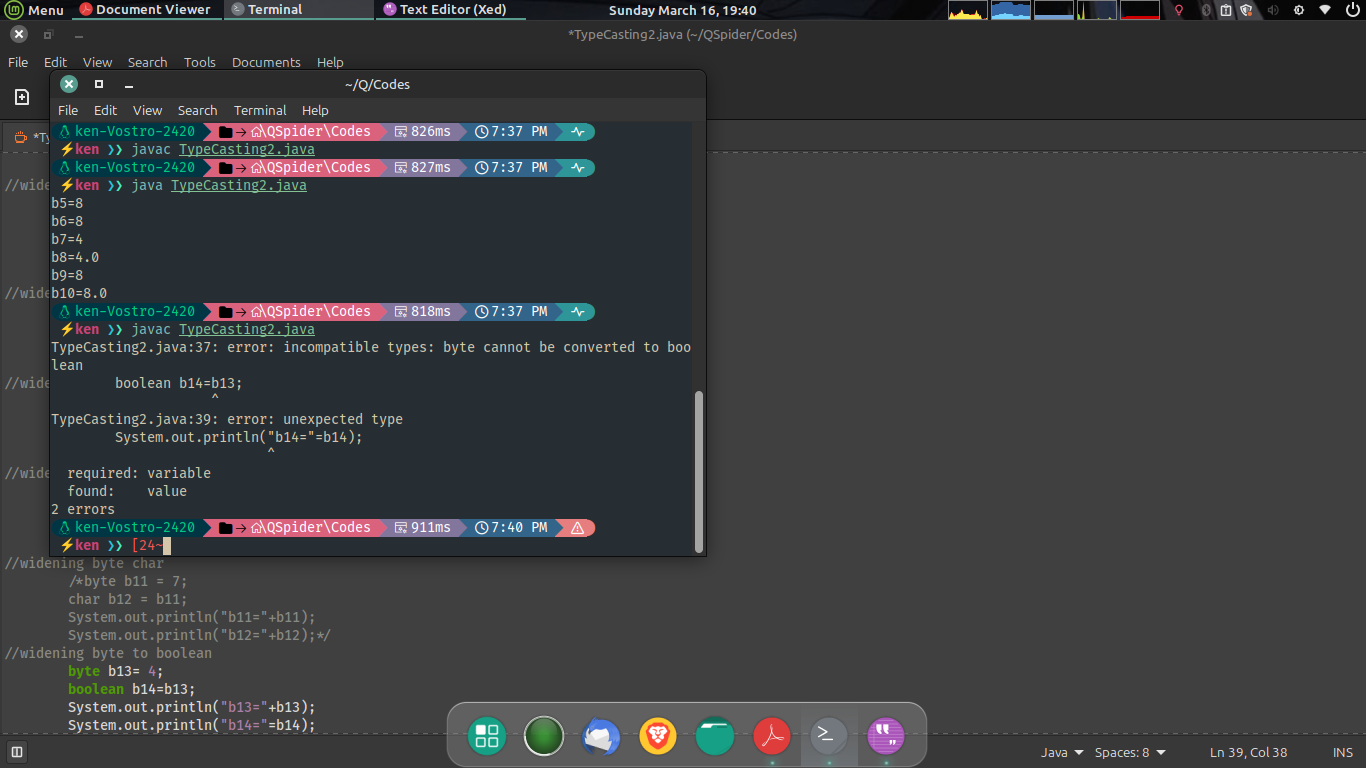 Menu Document Viewer Terminal Text Editor (Xed) Sunday March 16, 19:40
*TypeCasting2.java (~/QSpider/Codes)
File Edit View Search Tools Documents Help
~/Q/Codes
File Edit View Search Terminal Help
ken-Vostro-2420 \QSpider\Codes 826ms 7:37 PM
ken ❯❯ javac TypeCasting2.java
ken-Vostro-2420 \QSpider\Codes 827ms 7:37 PM
ken ❯❯ java TypeCasting2.java
b5=8
b6=8
b7=4
b8=4.0
b9=8
b10=8.0
ken-Vostro-2420 \QSpider\Codes 818ms 7:37 PM
ken ❯❯ javac TypeCasting2.java
TypeCasting2.java:37: error: incompatible types: byte cannot be converted to boo
lean
boolean b14=b13;
^
TypeCasting2.java:39: error: unexpected type
System.out.println("b14="=b14);
^
required: variable
found: value
2 errors
ken-Vostro-2420 \QSpider\Codes 911ms 7:40 PM
ken ❯❯ [24~
*Ty
//wide
//wide
//wide
//wide
//widening byte char
/*byte b11 = 7;
char b12 = b11;
System.out.println("b11="+b11);
System.out.println("b12="+b12);*/
//widening byte to boolean
byte b13= 4;
boolean b14=b13;
System.out.println("b13="+b13);
System.out.println("b14="=b14);
Java Spaces: 8 Ln 39, Col 38 INS